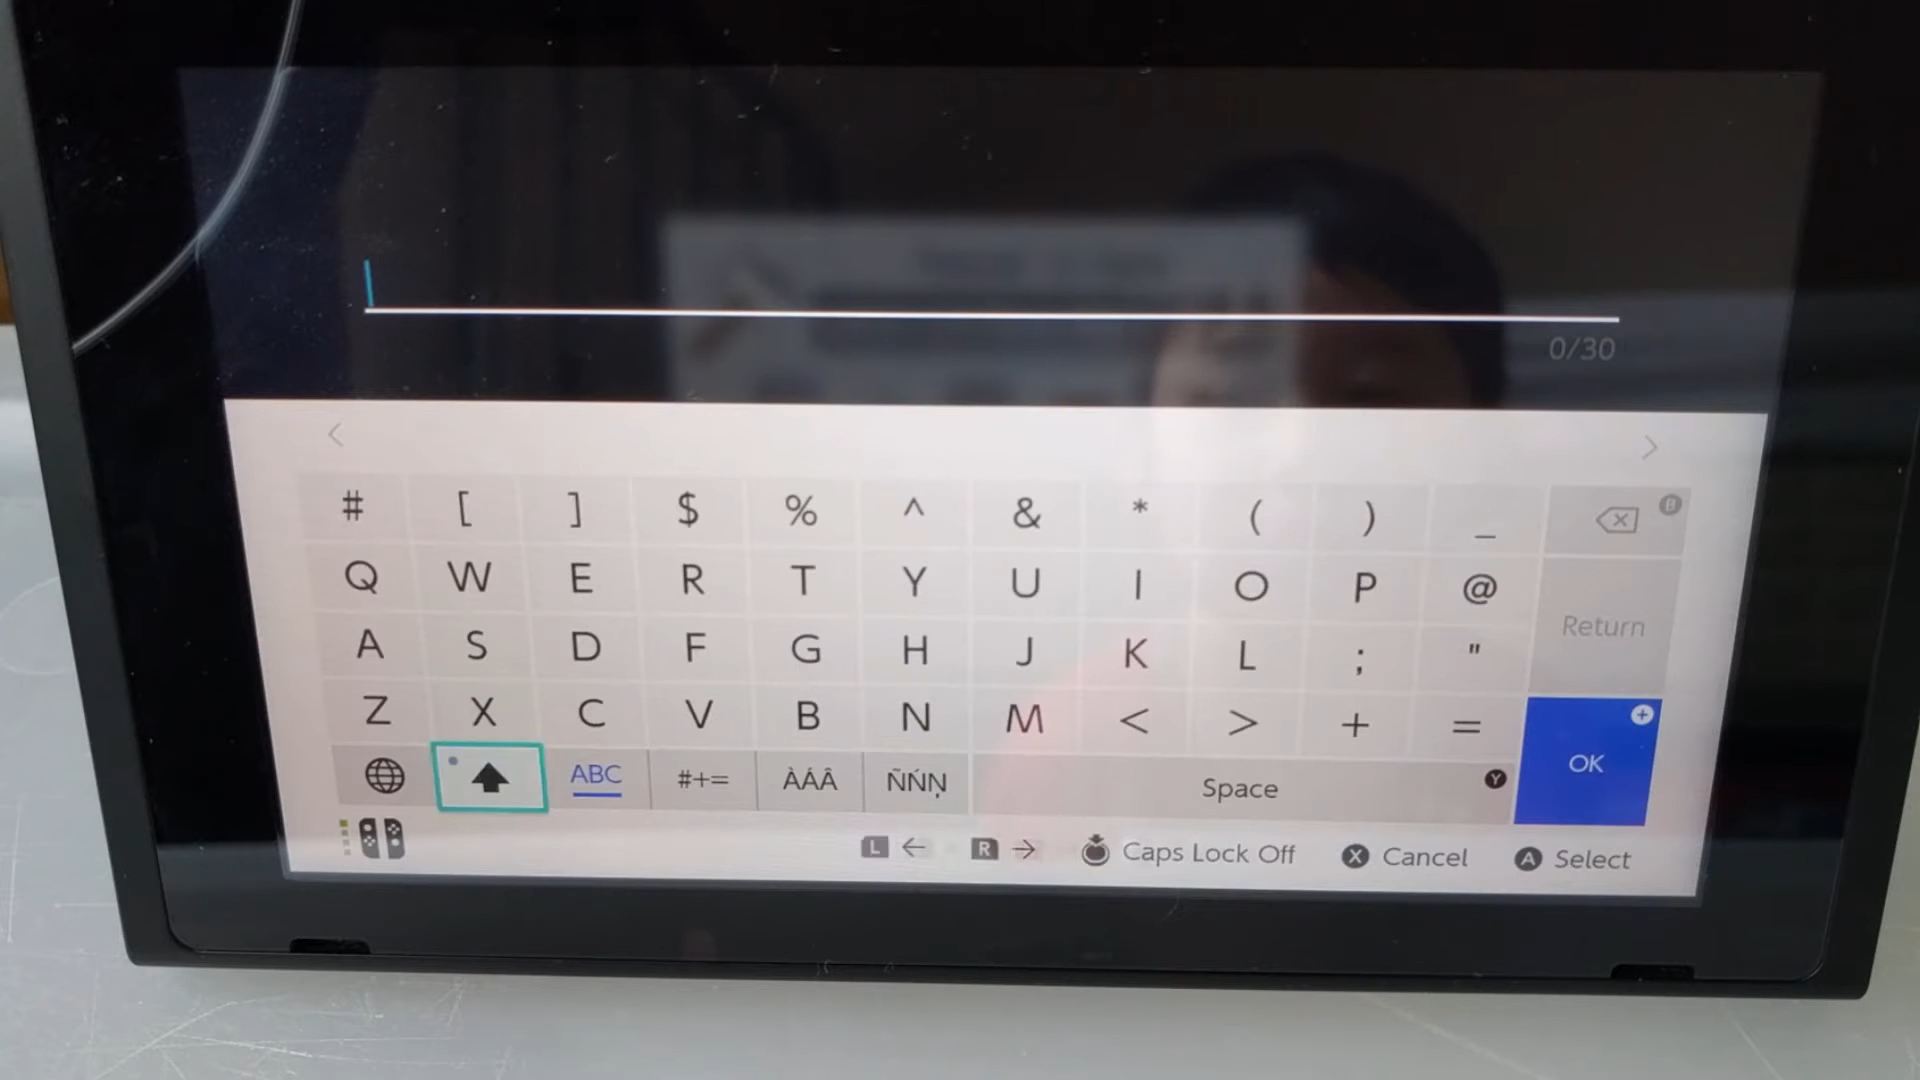 0/30
# [ ] $ % ^ & * ( ) _ B
Q W E R T Y U I O P @ Return
A S D F G H J K L ; "
Z X C V B N M < > + = OK +
ABC #+= ÀÁÂ ÑŃŅ Space Y
L ← R → Caps Lock Off X Cancel A Select